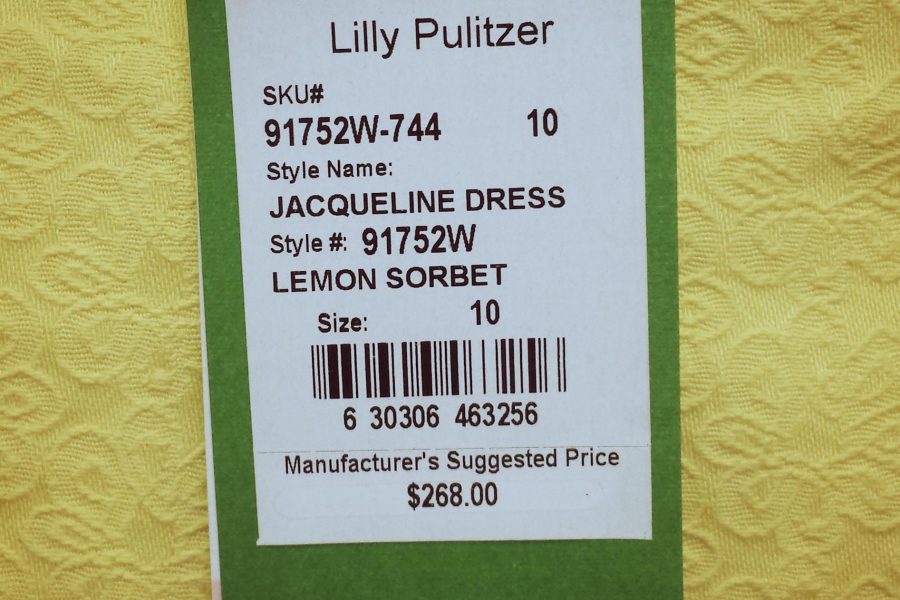 Lilly Pulitzer
SKU#
91752W-744 10
Style Name:
JACQUELINE DRESS
Style #: 91752W
LEMON SORBET
Size: 10
6 30306 463256
Manufacturer's Suggested Price
$268.00